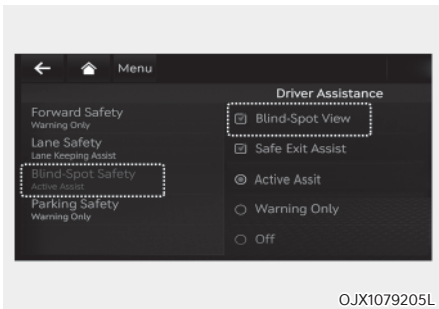 Menu
Driver Assistance
Forward Safety
Warning Only
Lane Safety
Lane Keeping Assist
Blind-Spot Safety
Active Assist
Parking Safety
Warning Only
Blind-Spot View
Safe Exit Assist
Active Assit
Warning Only
Off
OJX1079205L